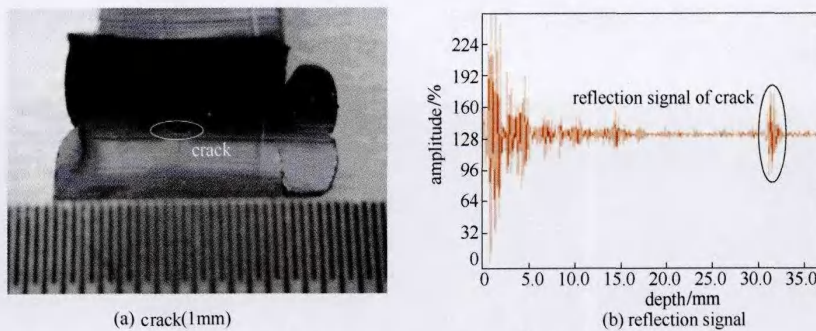 crack
(a) crack(1mm)
amplitude/%
224
192
160
128
96
64
32
0
reflection signal of crack
0 5.0 10.0 15.0 20.0 25.0 30.0 35.0
depth/mm
(b) reflection signal